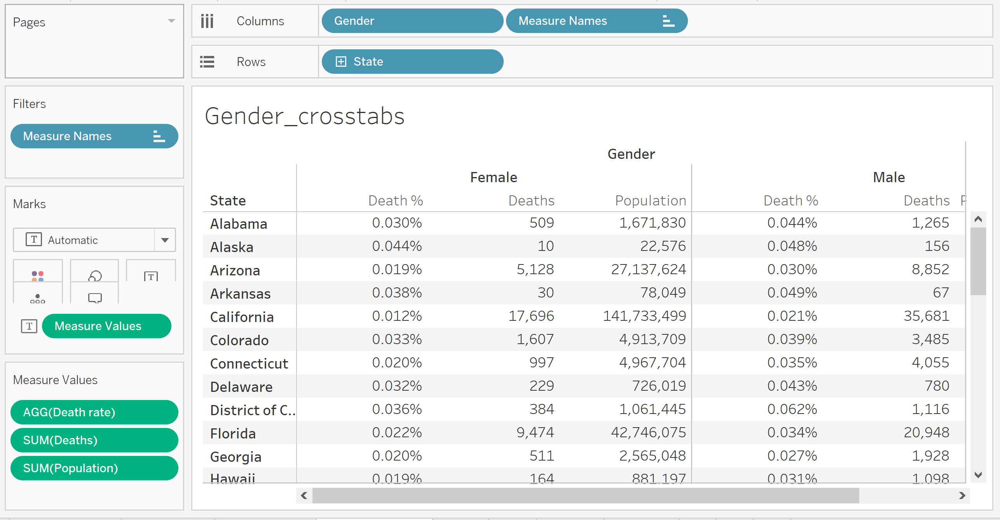 Pages
Columns
Gender
Measure Names
Rows
State
Filters
Measure Names
Marks
T Automatic
T
T Measure Values
Measure Values
AGG(Death rate)
SUM(Deaths)
SUM(Population)
Gender_crosstabs
Gender
Female Male
State Death % Deaths Population Death % Deaths
Alabama 0.030% 509 1,671,830 0.044% 1,265
Alaska 0.044% 10 22,576 0.048% 156
Arizona 0.019% 5,128 27,137,624 0.030% 8,852
Arkansas 0.038% 30 78,049 0.049% 67
California 0.012% 17,696 141,733,499 0.021% 35,681
Colorado 0.033% 1,607 4,913,709 0.039% 3,485
Connecticut 0.020% 997 4,967,704 0.035% 4,055
Delaware 0.032% 229 726,019 0.043% 780
District of C.. 0.036% 384 1,061,445 0.062% 1,116
Florida 0.022% 9,474 42,746,075 0.034% 20,948
Georgia 0.020% 511 2,565,048 0.027% 1,928
Hawaii 0.019% 164 881,197 0.031% 1,098